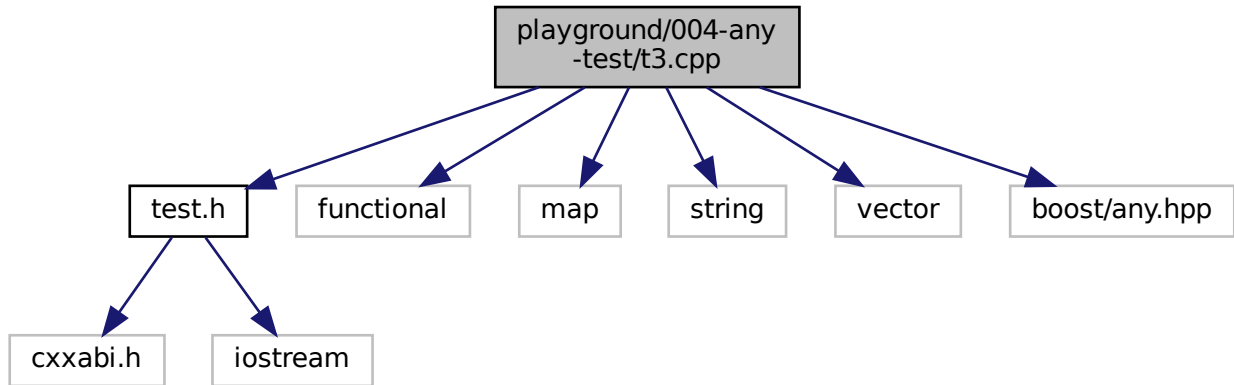 playground/004-any
-test/t3.cpp
test.h
functional
map
string
vector
boost/any.hpp
cxxabi.h
iostream